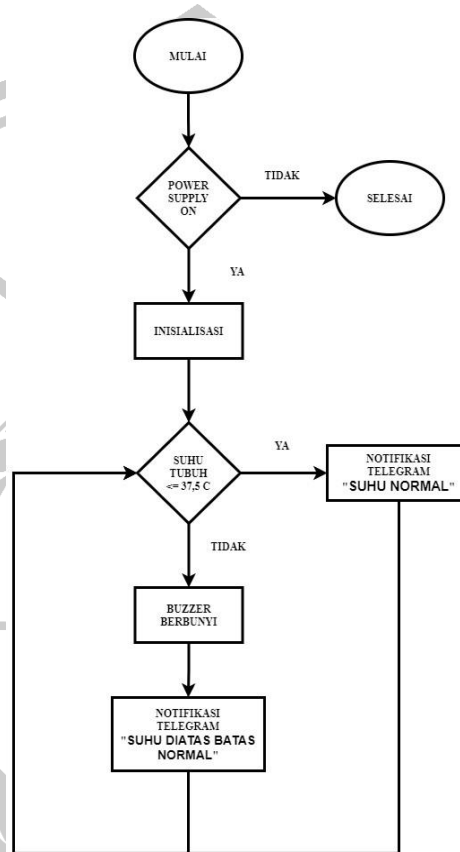 MULAI
POWER
SUPPLY
ON
TIDAK
SELESAI
YA
INISIALISASI
SUHU
TUBUH
<= 37,5 C
YA
NOTIFIKASI
TELEGRAM
"SUHU NORMAL"
TIDAK
BUZZER
BERBUNYI
NOTIFIKASI
TELEGRAM
"SUHU DIATAS BATAS
NORMAL"